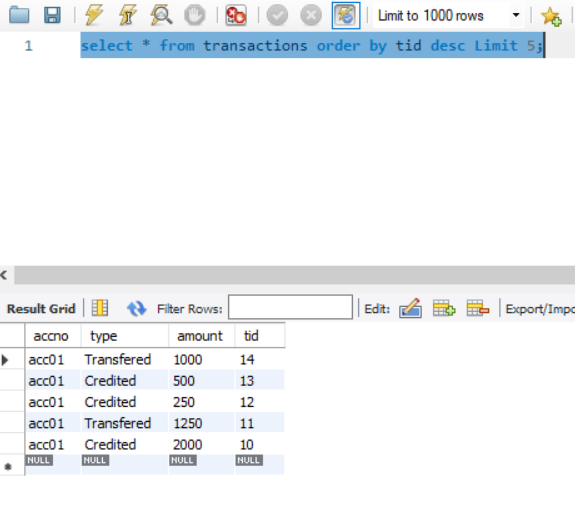 Limit to 1000 rows
1 select * from transactions order by tid desc Limit 5;
Result Grid Filter Rows: Edit: Export/Impo
accno type amount tid
acc01 Transfered 1000 14
acc01 Credited 500 13
acc01 Credited 250 12
acc01 Transfered 1250 11
acc01 Credited 2000 10
NULL NULL NULL NULL